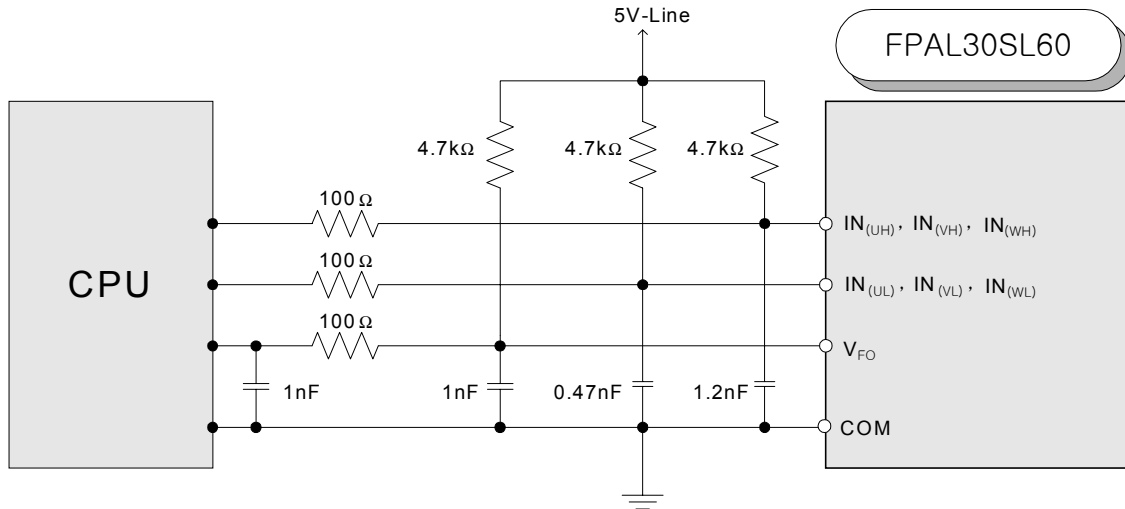 5V-Line
FPAL30SL60
4.7kΩ
4.7kΩ
4.7kΩ
100Ω
IN(UH), IN(VH), IN(WH)
CPU
100Ω
IN(UL), IN(VL), IN(WL)
100Ω
VFO
1nF
1nF
0.47nF
1.2nF
COM